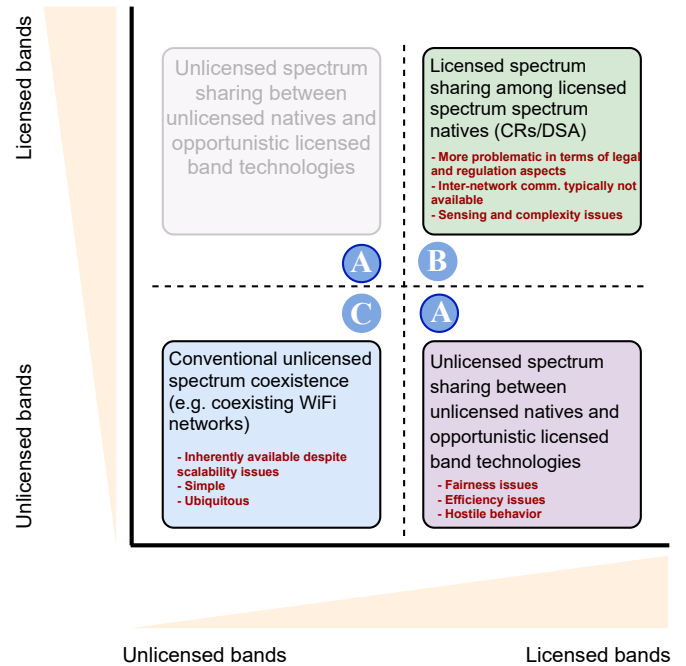 Licensed bands
Unlicensed bands
Unlicensed spectrum
sharing between
unlicensed natives and
opportunistic licensed
band technologies
Licensed spectrum
sharing among licensed
spectrum spectrum
natives (CRs/DSA)
- More problematic in terms of legal
and regulation aspects
- Inter-network comm. typically not
available
- Sensing and complexity issues
A
B
C
A
Conventional unlicensed
spectrum coexistence
(e.g. coexisting WiFi
networks)
- Inherently available despite
scalability issues
- Simple
- Ubiquitous
Unlicensed spectrum
sharing between
unlicensed natives and
opportunistic licensed
band technologies
- Fairness issues
- Efficiency issues
- Hostile behavior
Unlicensed bands
Licensed bands